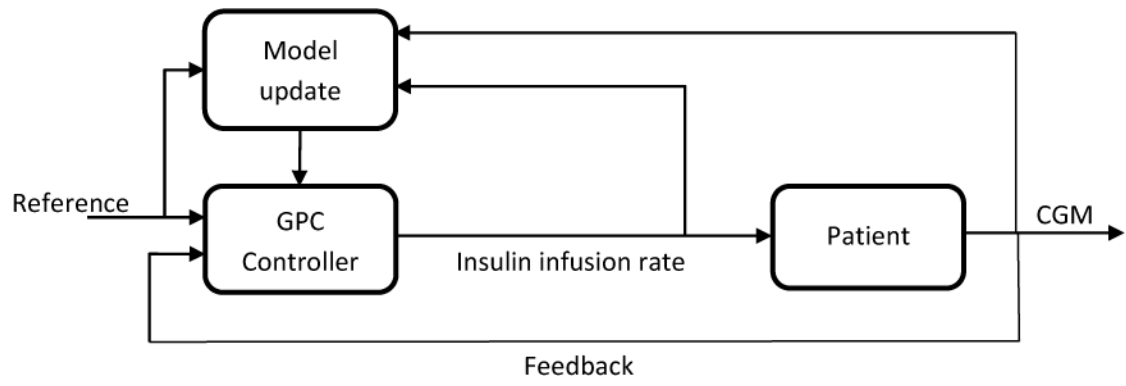 Model
update
Reference
GPC
Controller
Insulin infusion rate
Patient
CGM
Feedback